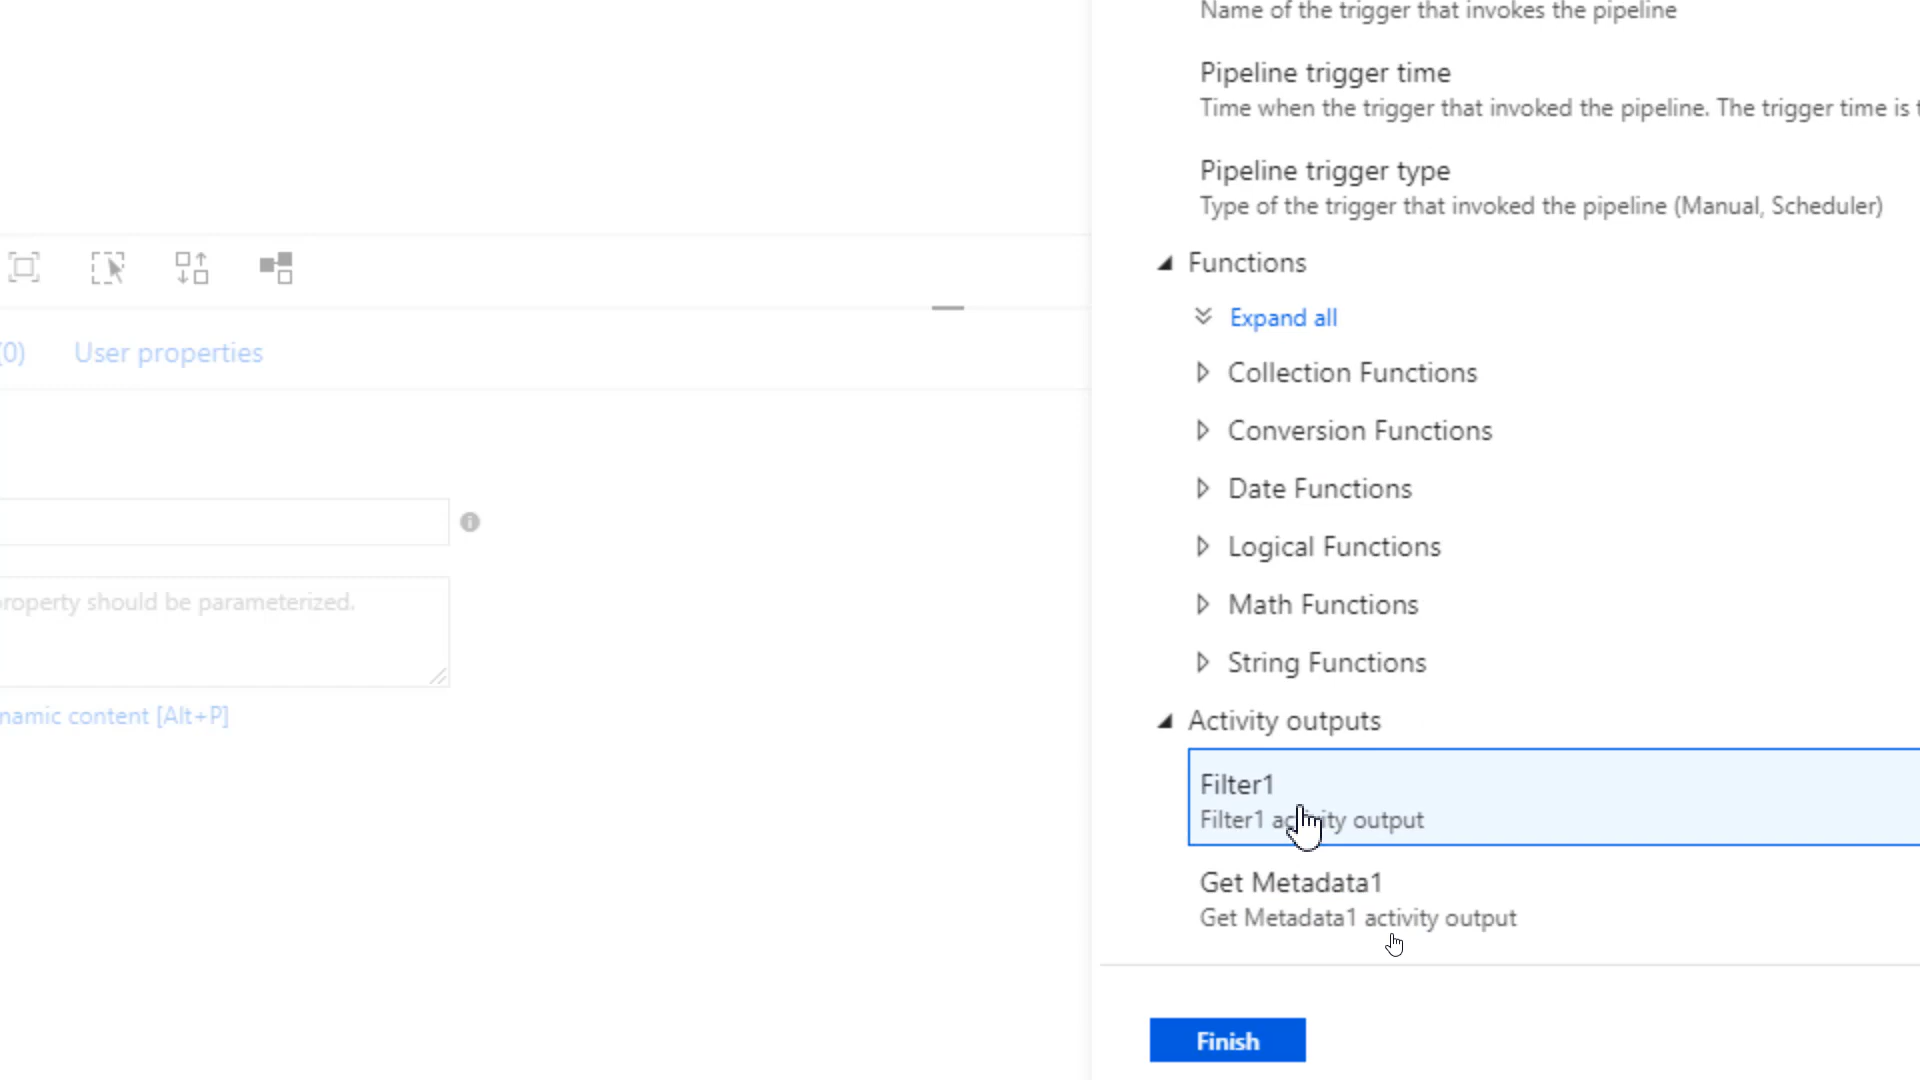 Name of the trigger that invokes the pipeline
Pipeline trigger time
Time when the trigger that invoked the pipeline. The trigger time is t
Pipeline trigger type
Type of the trigger that invoked the pipeline (Manual, Scheduler)
Functions
Expand all
Collection Functions
Conversion Functions
Date Functions
Logical Functions
Math Functions
String Functions
Activity outputs
Filter1
Filter1 activity output
Get Metadata1
Get Metadata1 activity output
Finish
(0) User properties
property should be parameterized.
namic content [Alt+P]